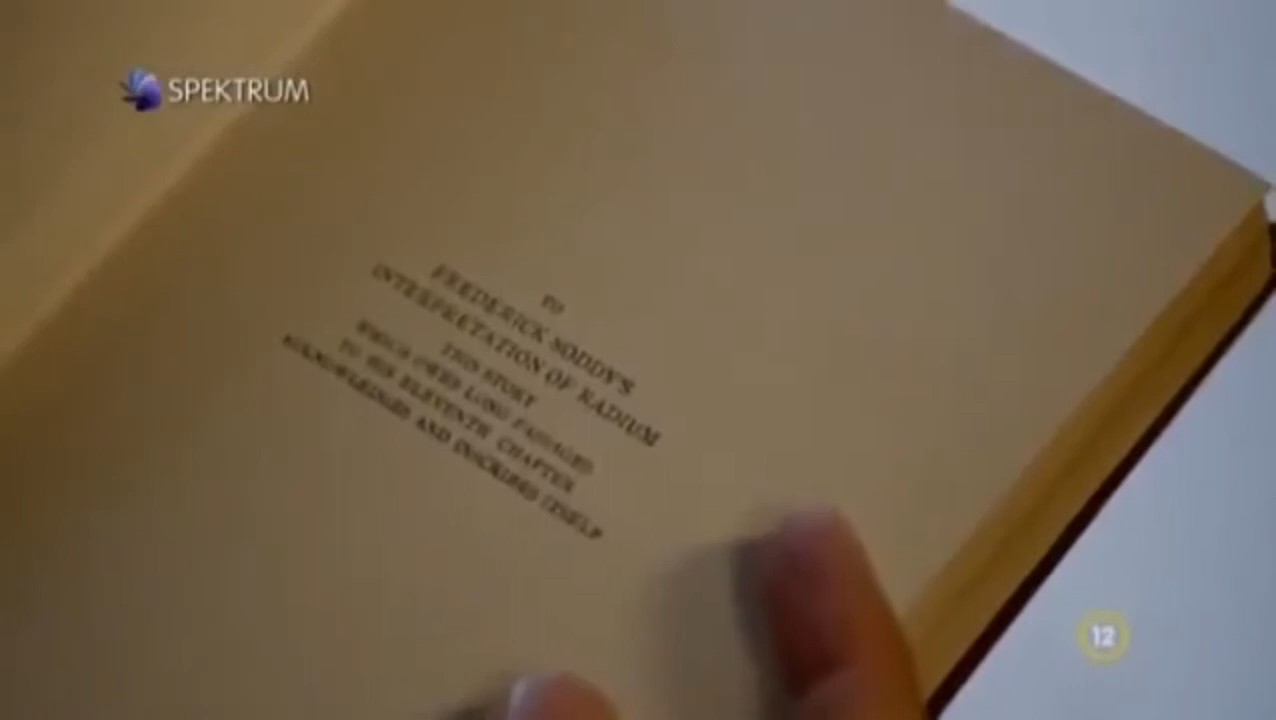 SPEKTRUM
TO
FREDERICK SODDY'S
INTERPRETATION OF RADIUM
THIS STORY
WHICH OWES LONG PASSAGES
TO THE ELEVENTH CHAPTER
ACKNOWLEDGES AND INSCRIBES ITSELF
12